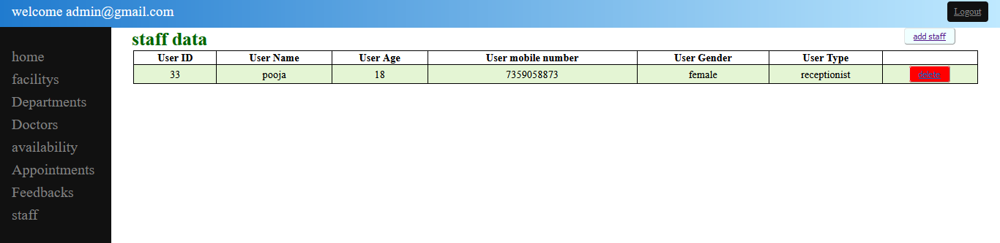 welcome admin@gmail.com
Logout
home
facilitys
Departments
Doctors
availability
Appointments
Feedbacks
staff
staff data
add staff
User ID User Name User Age User mobile number User Gender User Type
33 pooja 18 7359058873 female receptionist delete